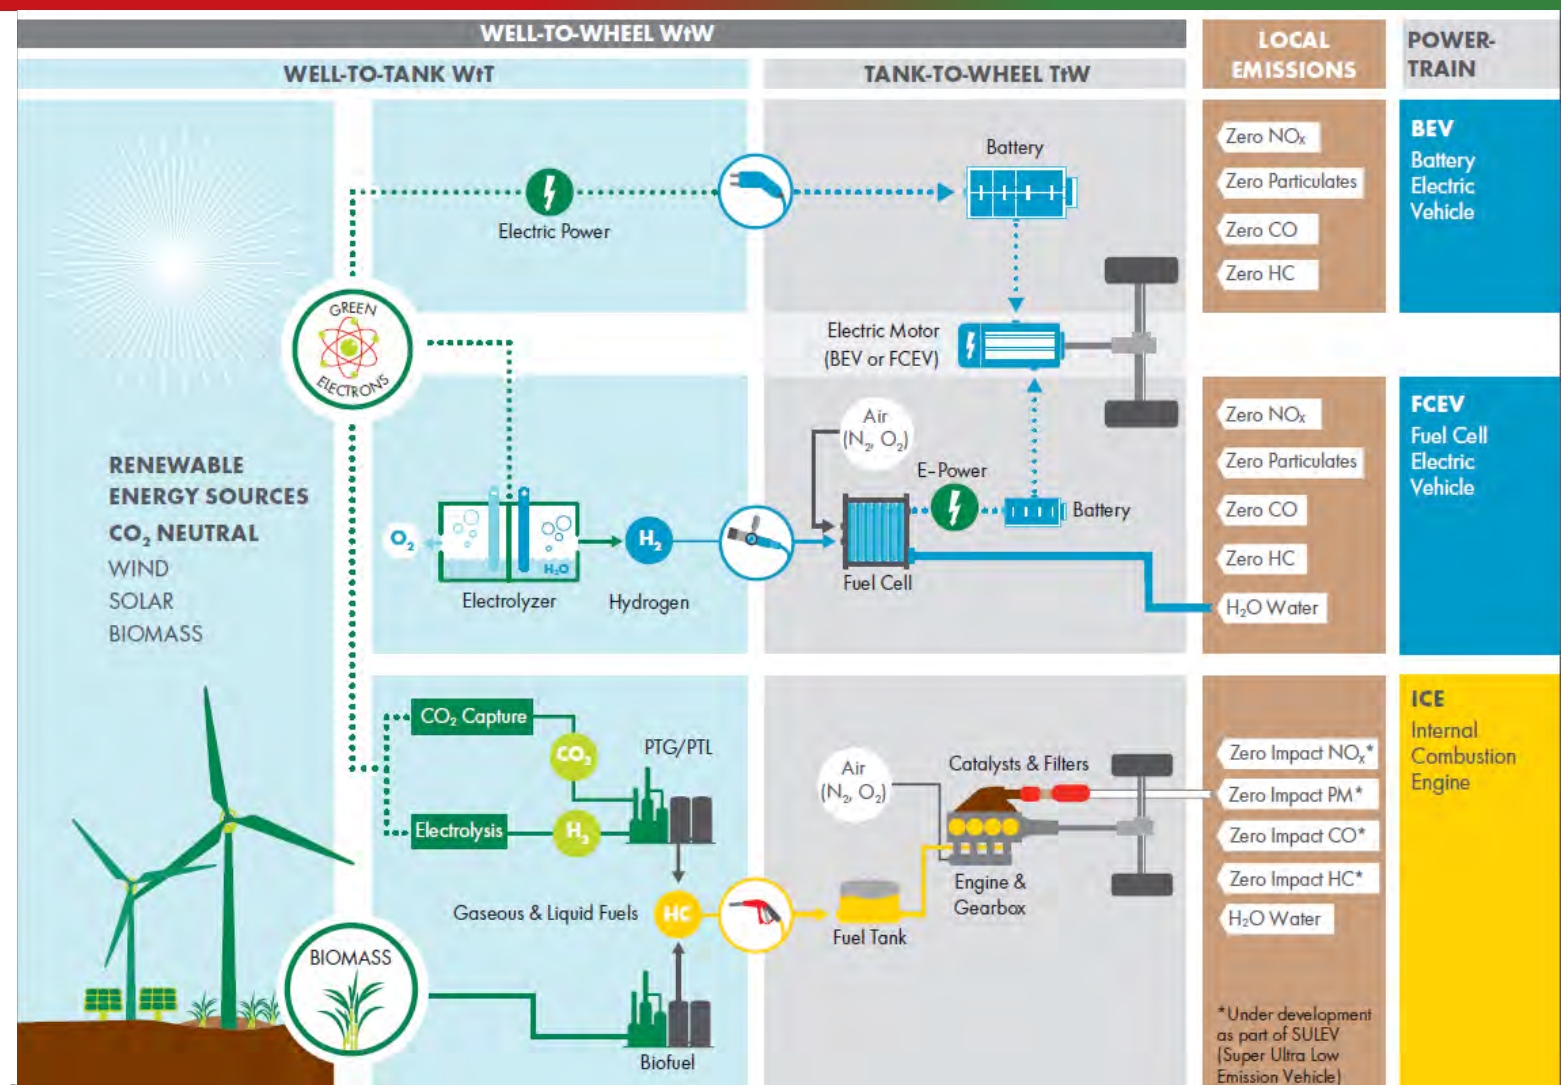 WELL-TO-WHEEL WtW
LOCAL
EMISSIONS
POWER-
TRAIN
WELL-TO-TANK WtT
TANK-TO-WHEEL TtW
Electric Power
Battery
Zero NOx
Zero Particulates
Zero CO
Zero HC
BEV
Battery
Electric
Vehicle
GREEN
ELECTRONS
Electric Motor
(BEV or FCEV)
RENEWABLE
ENERGY SOURCES
CO₂ NEUTRAL
WIND
SOLAR
BIOMASS
O₂
H₂O
Electrolyzer
H₂
Hydrogen
Air
(N₂, O₂)
E-Power
Battery
Fuel Cell
Zero NOx
Zero Particulates
Zero CO
Zero HC
H₂O Water
FCEV
Fuel Cell
Electric
Vehicle
CO₂ Capture
CO₂
PTG/PTL
Electrolysis
H₂
Gaseous & Liquid Fuels
HC
BIOMASS
Biofuel
Air
(N₂, O₂)
Catalysts & Filters
Engine &
Gearbox
Fuel Tank
Zero Impact NOx*
Zero Impact PM*
Zero Impact CO*
Zero Impact HC*
H₂O Water
*Under development
as part of SULEV
(Super Ultra Low
Emission Vehicle)
ICE
Internal
Combustion
Engine